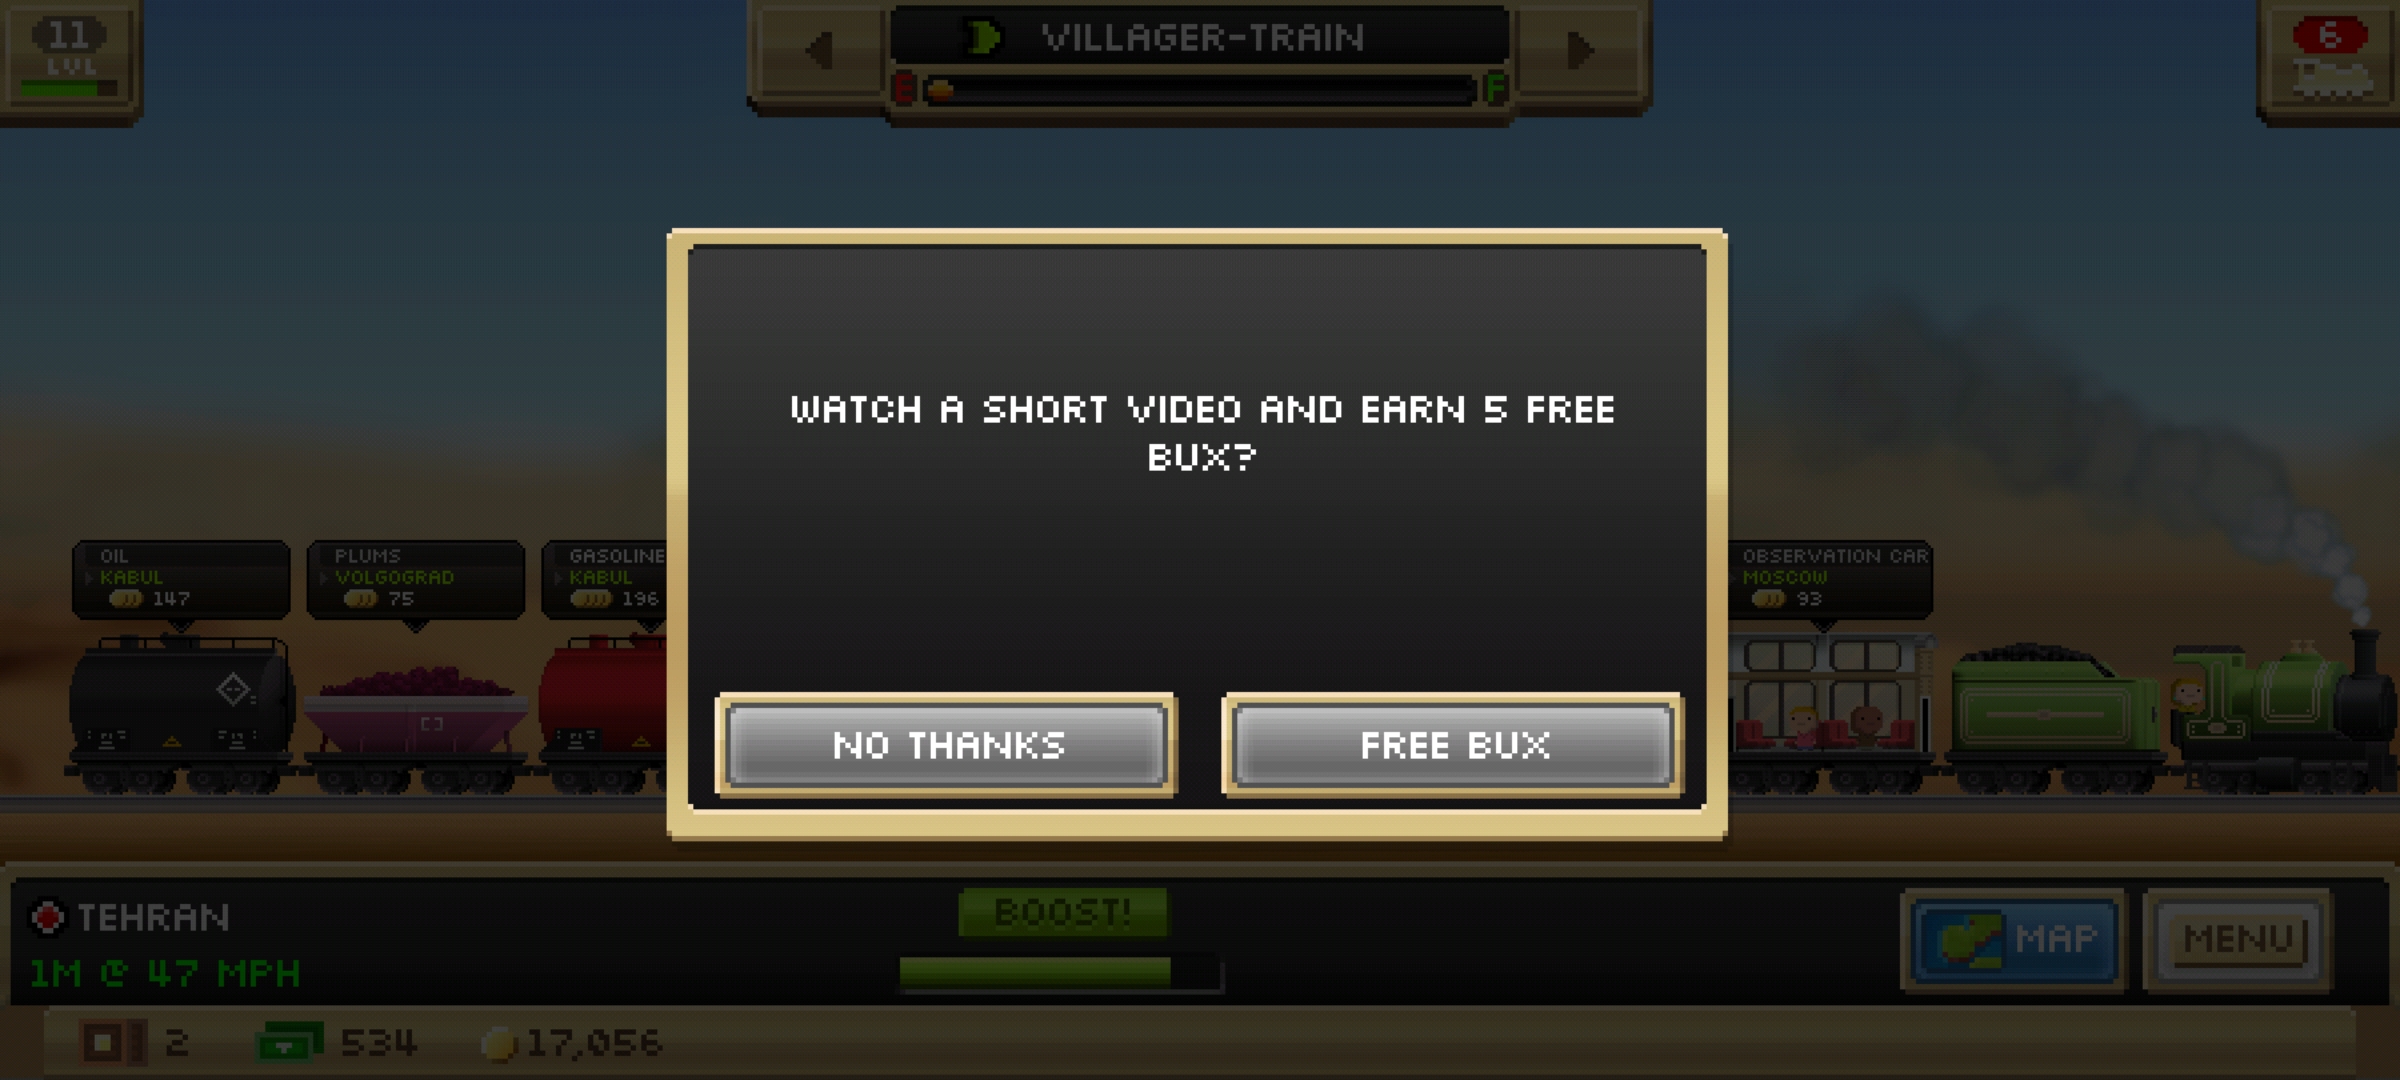 11
LVL
VILLAGER-TRAIN
E
F
6
WATCH A SHORT VIDEO AND EARN 5 FREE
BUX?
NO THANKS
FREE BUX
OIL
KABUL
147
PLUMS
VOLGOGRAD
75
GASOLINE
KABUL
196
OBSERVATION CAR
MOSCOW
93
TEHRAN
1M @ 47 MPH
BOOST!
MAP
MENU
2
534
17,056